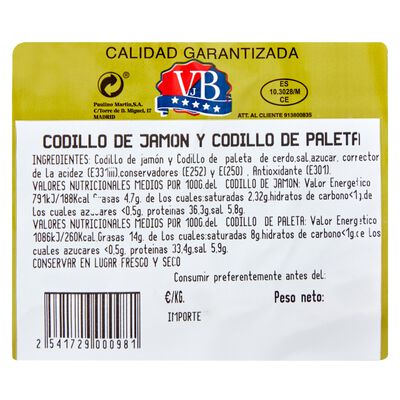 CALIDAD GARANTIZADA
VJB
Paulino Martín,S.A.
C/Torre de D. Miguel, 17
MADRID
ES
10.3028/M
CE
ATT. AL CLIENTE 913800835
CODILLO DE JAMON Y CODILLO DE PALETA
INGREDIENTES: Codillo de jamón y Codillo de paleta de cerdo,sal,azucar, corrector
de La acidez (E331iii),conservadores (E252) y E(250) , Antioxidante (E301).
VALORES NUTRICIONALES MEDIOS POR 100G.del CODILLO DE JAMON: Valor Energetico
791kJ/188Kcal Grasas 4,7g, de los cuales:saturadas 2,32g,hidratos de carbono<1g,de
los cuales azucares <0.5g, proteinas 36,3g,sal 5.8g.
VALORES NUTRICIONALES MEDIOS POR 100G.del CODILLO DE PALETA: Valor Energetico
1086kJ/260Kcal,Grasas 14g, de los cuales:saturadas 8g,hidratos de carbono<1g,de
los cuales azucares <0.5g, proteinas 33,4g,sal 5.9g.
CONSERVAR EN LUGAR FRESCO Y SECO
Consumir preferentemente antes del:
€/KG. Peso neto:
IMPORTE
2 541729 000981